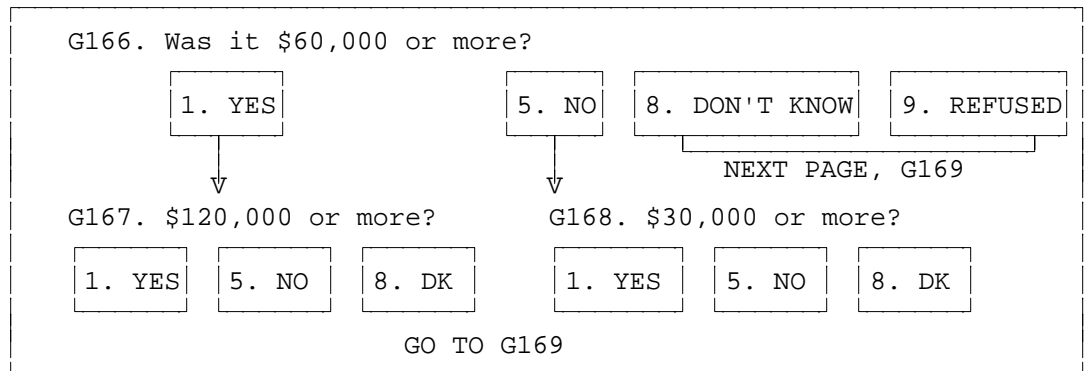 G166. Was it $60,000 or more?
1. YES 5. NO 8. DON'T KNOW 9. REFUSED
NEXT PAGE, G169
G167. $120,000 or more? G168. $30,000 or more?
1. YES 5. NO 8. DK 1. YES 5. NO 8. DK
GO TO G169